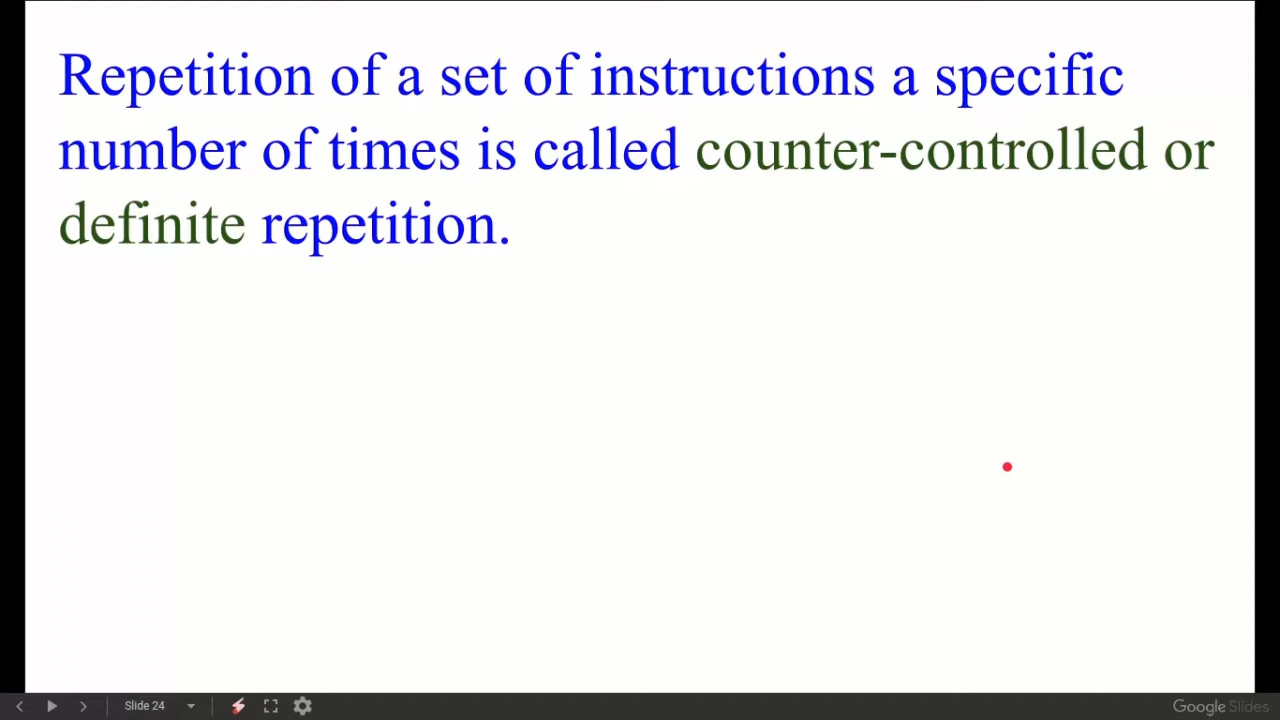 Repetition of a set of instructions a specific
number of times is called counter-controlled or
definite repetition.
Slide 24
Google Slides